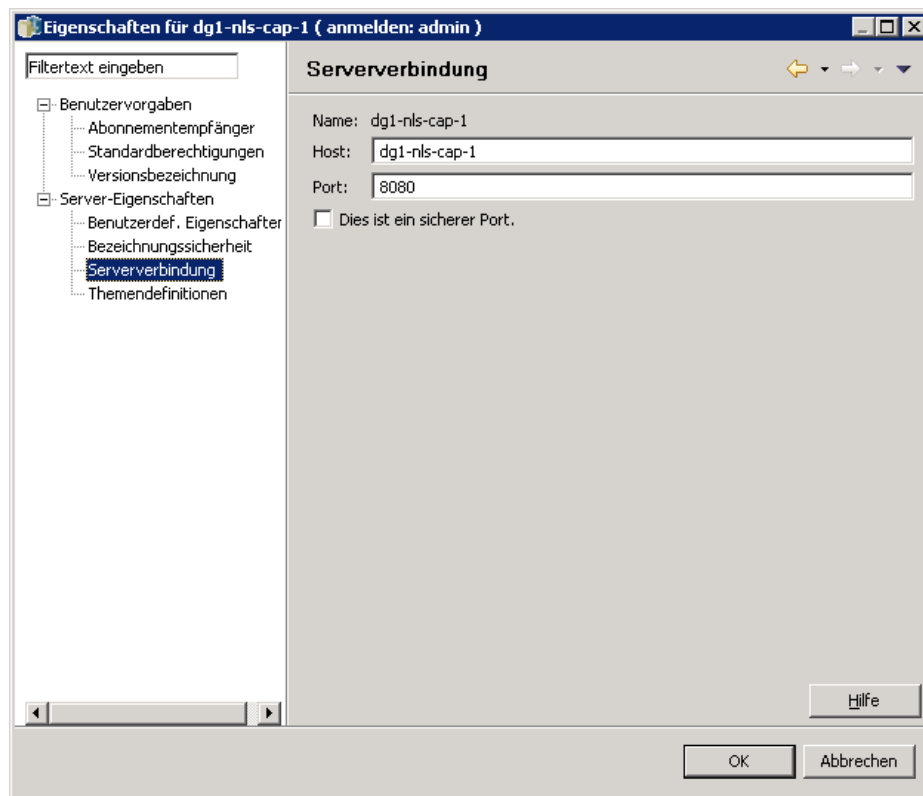 Eigenschaften für dg1-nls-cap-1 ( anmelden: admin )
Filtertext eingeben
Benutzervorgaben
Abonnementempfänger
Standardberechtigungen
Versionsbezeichnung
Server-Eigenschaften
Benutzerdef. Eigenschafter
Bezeichnungssicherheit
Serververbindung
Themendefinitionen
Serververbindung
Name: dg1-nls-cap-1
Host: dg1-nls-cap-1
Port: 8080
Dies ist ein sicherer Port.
Hilfe
OK Abbrechen